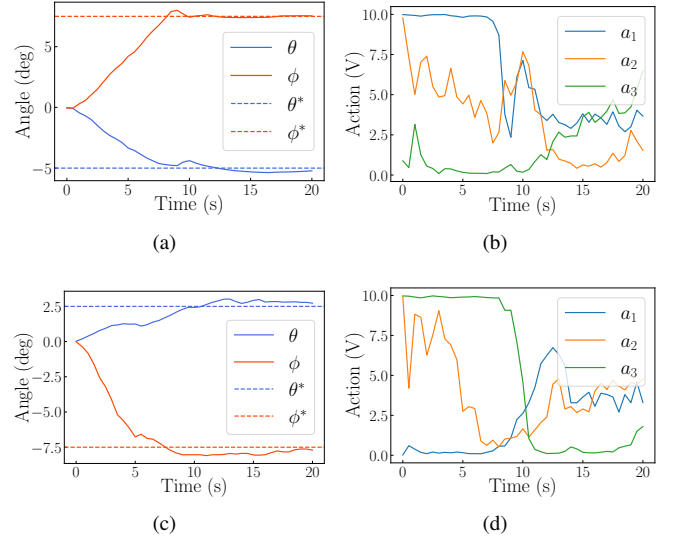 5
0
−5
Angle (deg)
θ
ϕ
θ*
ϕ*
0 5 10 15 20
Time (s)
(a)
10.0
7.5
5.0
2.5
0.0
Action (V)
a₁
a₂
a₃
0 5 10 15 20
Time (s)
(b)
2.5
0.0
−2.5
−5.0
−7.5
Angle (deg)
θ
ϕ
θ*
ϕ*
0 5 10 15 20
Time (s)
(c)
10.0
7.5
5.0
2.5
0.0
Action (V)
a₁
a₂
a₃
0 5 10 15 20
Time (s)
(d)